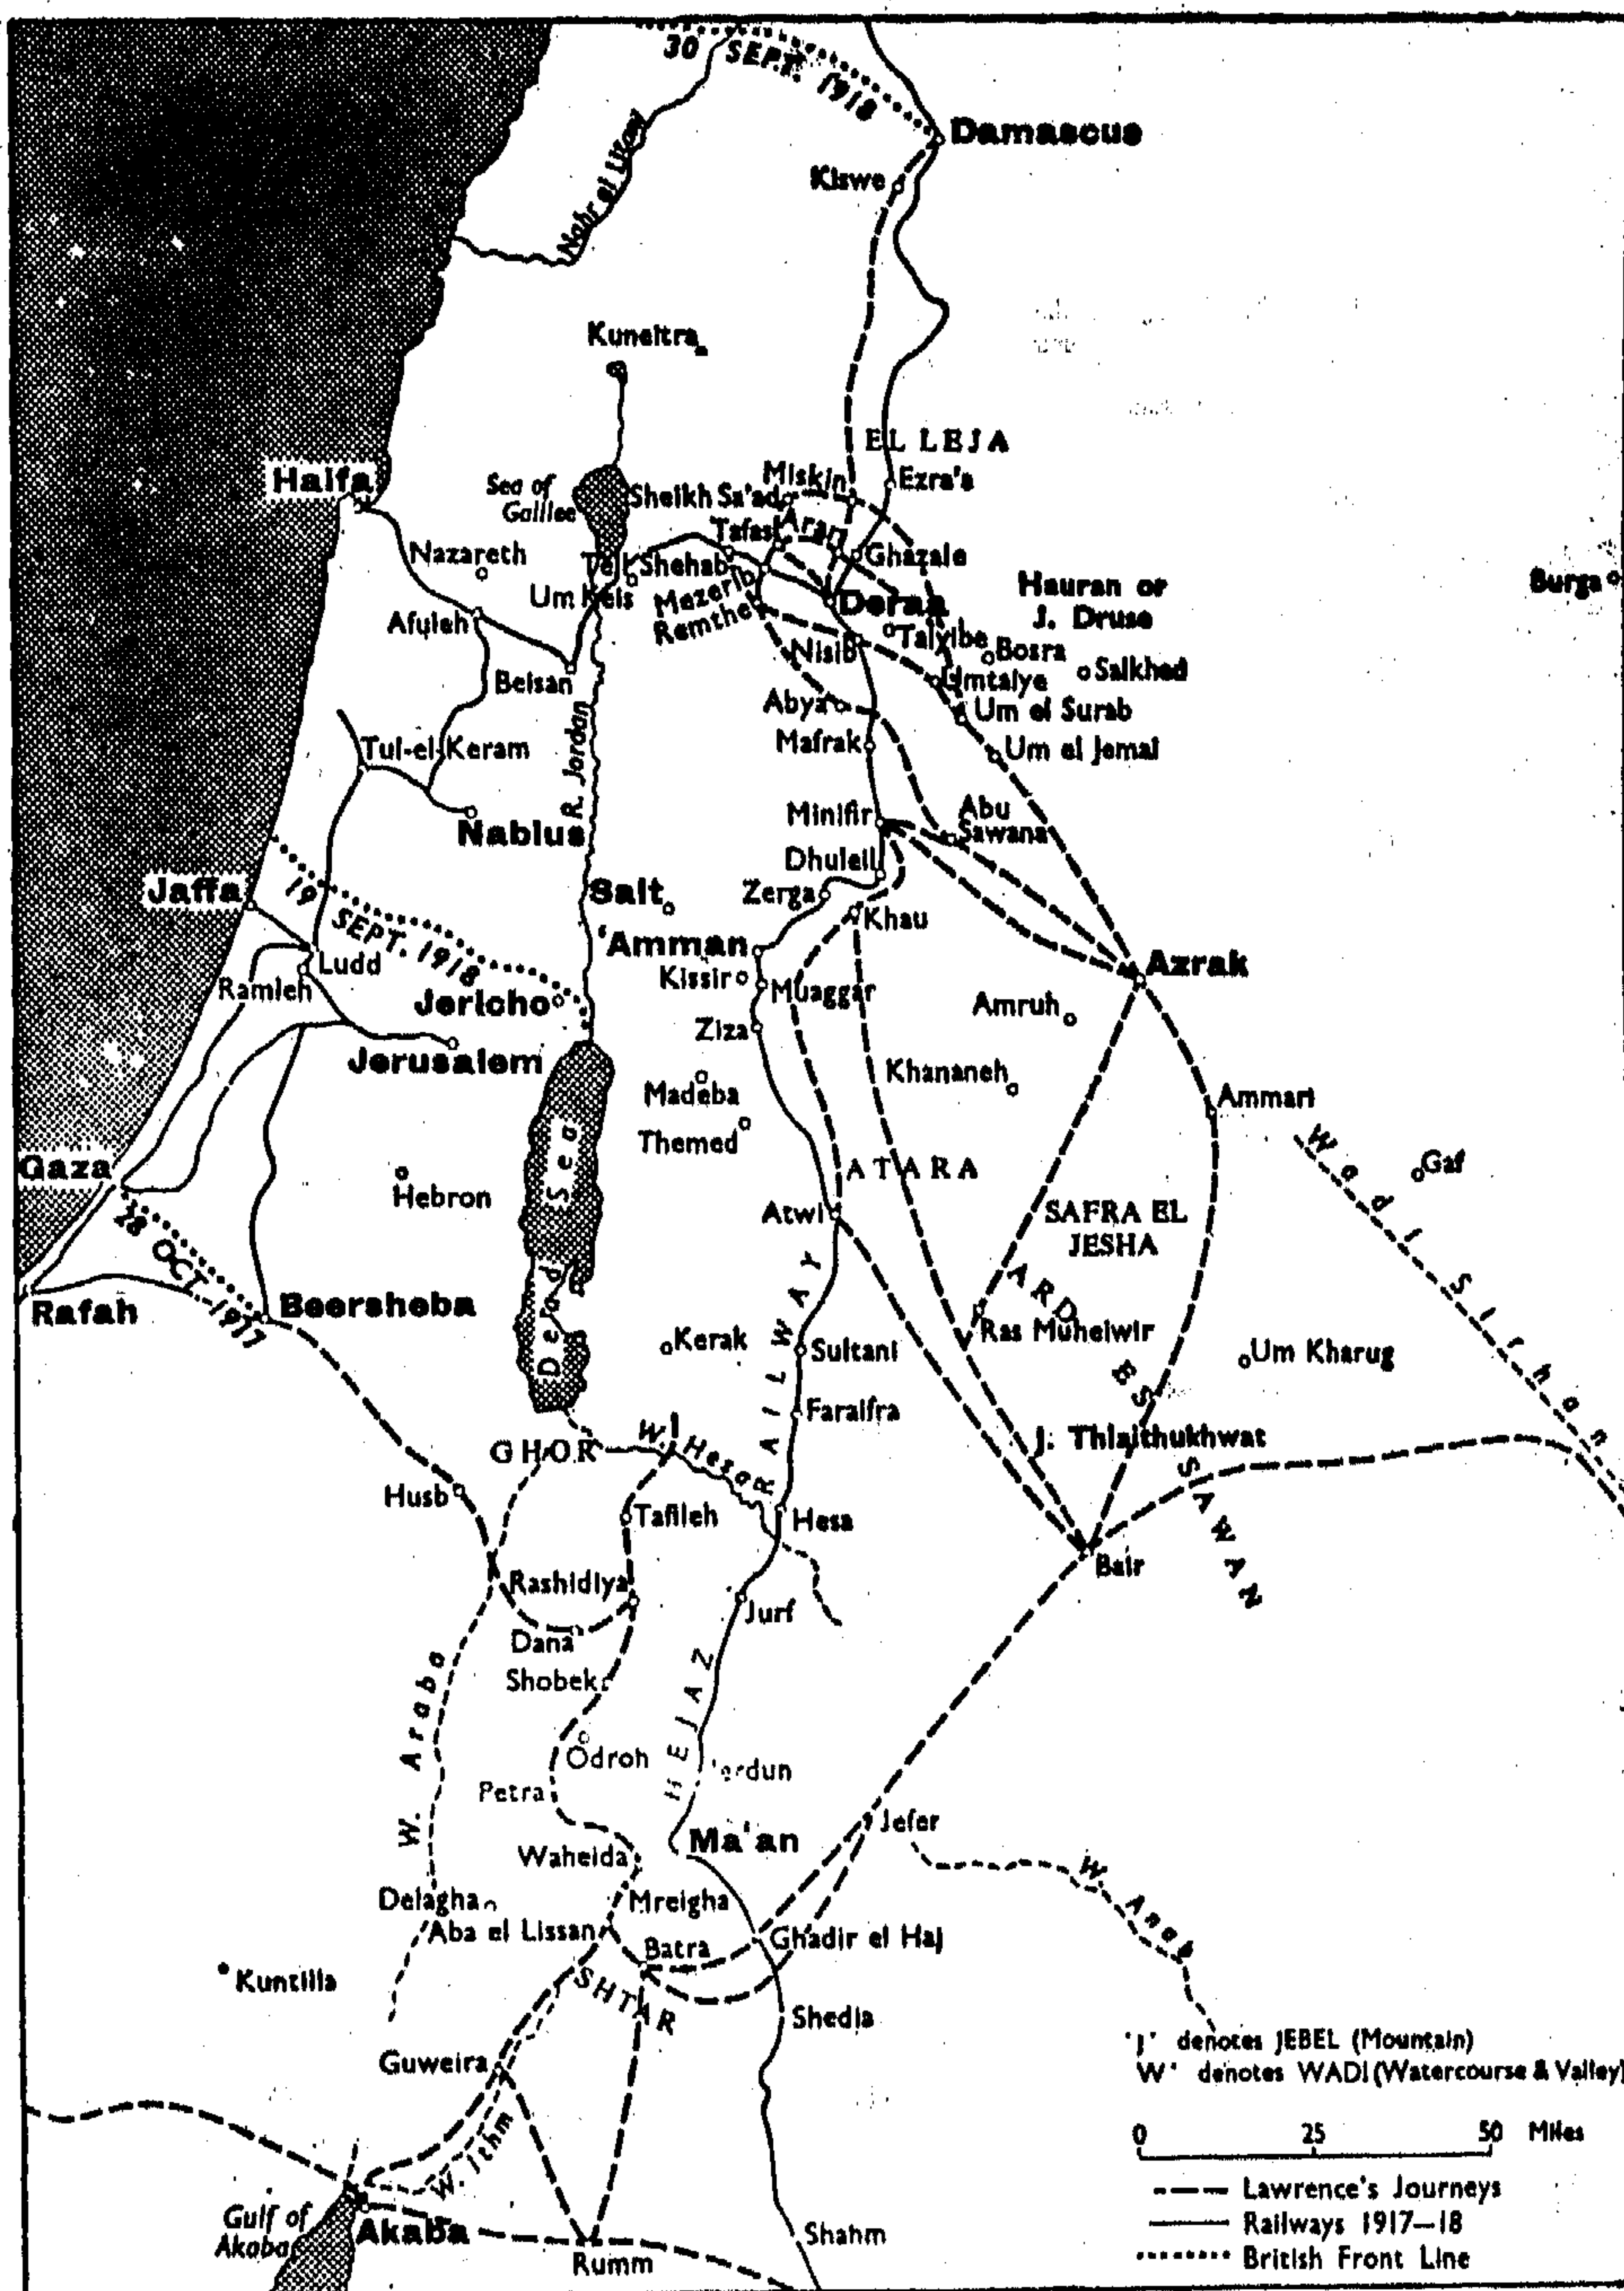 30 SEPT. 1918
Damascus
Kiswe
Nahr el Litani
Kuneitra
EL LEJA
Haifa
Sea of
Galilee
Sheikh Sa'ad
Miskin
Ezra'a
Tafas
Arar
Ghazale
Nazareth
Tell Shehab
Um Keis
Mezerib
Remthe
Deraa
Hauran or
J. Druse
Burga
Afuleh
Taiyibe
Nisib
Bosra
Salkhad
Beisan
Umtaiye
Abya
Um el Surab
Mafrak
Um el Jemal
Tul-el-Keram
R. Jordan
Nablus
Minifir
Abu
Sawana
Dhuleil
Jaffa
19 SEPT. 1918
Salt
Zerga
Khau
'Amman
Azrak
Ludd
Ramleh
Kissir
Muaggar
Jericho
Amruh
Ziza
Jerusalem
Khananeh
Madeba
Ammari
Themed
Wadi Sirhan
Gaf
Gaza
Hebron
Dead Sea
ATARA
Atwi
SAFRA EL
JESHA
28 OCT. 1917
Rafah
Beersheba
ARD ES SAWAN
Ras Muheiwir
Kerak
Sultani
Um Kharug
Faraifra
J. Thlaithukhwat
GHOR
W. Hesa
HEJAZ RAILWAY
Husb
Tafileh
Hesa
Bair
Rashidiya
Jurf
Dana
Shobek
W. Araba
Odroh
'erdun
Petra
Jefer
Ma'an
Waheida
W. Anab
Delagha
Mreigha
Aba el Lissan
Ghadir el Haj
Batra
Kuntilla
SHTAR
Shedia
Guweira
'J' denotes JEBEL (Mountain)
W' denotes WADI (Watercourse & Valley)
W. Ithm
0 25 50 Miles
Lawrence's Journeys
Gulf of
Akaba
Akaba
Railways 1917–18
Shahm
British Front Line
Rumm